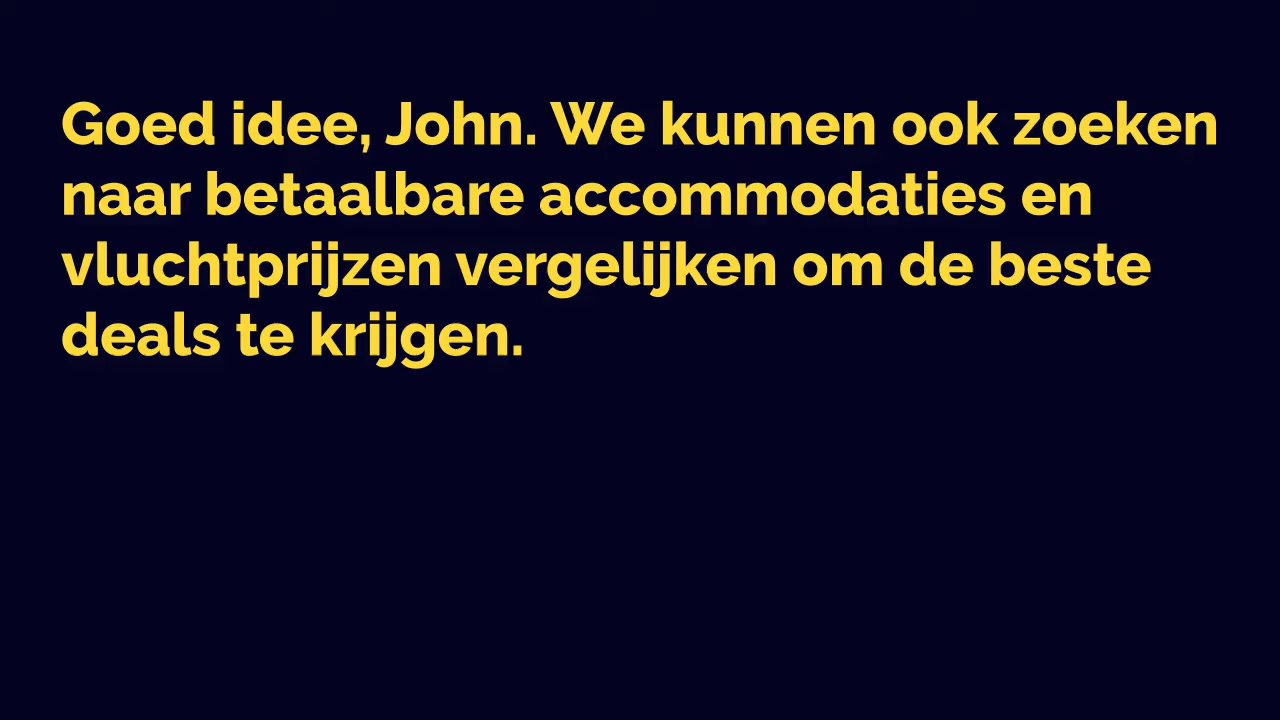 Goed idee, John. We kunnen ook zoeken
naar betaalbare accommodaties en
vluchtprijzen vergelijken om de beste
deals te krijgen.